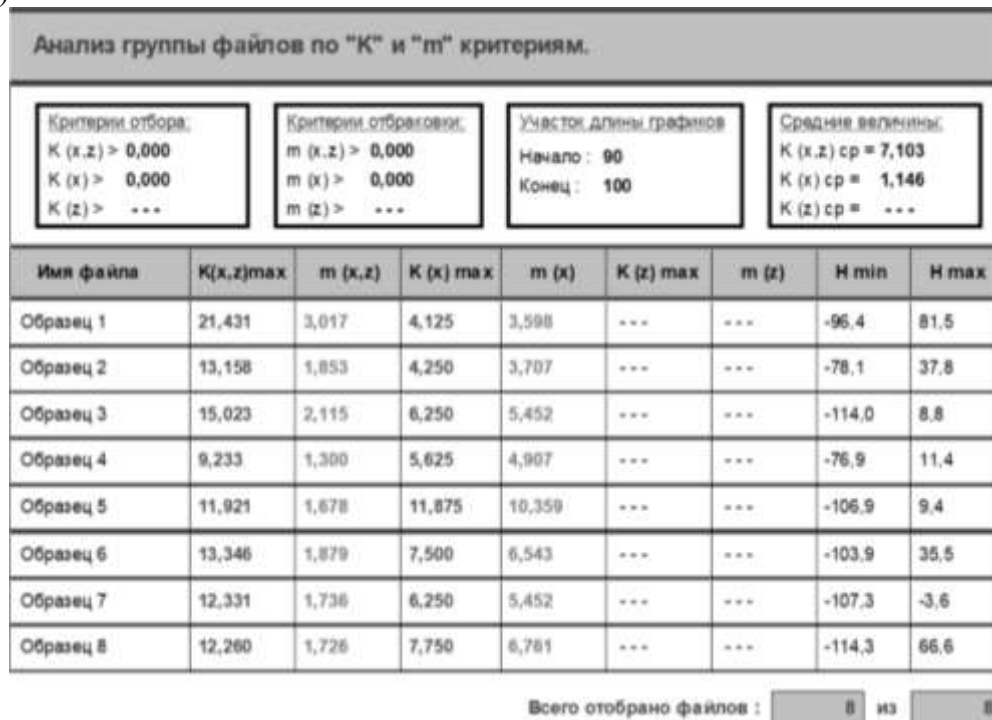 )
Анализ группы файлов по "К" и "m" критериям.
Критерии отбора:
K (x,z) > 0,000
K (x) > 0,000
K (z) > ---
Критерии отбраковки:
m (x,z) > 0,000
m (x) > 0,000
m (z) > ---
Участок длины графиков
Начало : 90
Конец : 100
Средние величины:
K (x,z) ср = 7,103
K (x) ср = 1,146
K (z) ср = ---
Имя файла K(x,z)max m (x,z) K (x) max m (x) K (z) max m (z) H min H max
Образец 1 21,431 3,017 4,125 3,598 --- --- -96,4 81,5
Образец 2 13,158 1,853 4,250 3,707 --- --- -78,1 37,8
Образец 3 15,023 2,115 6,250 5,452 --- --- -114,0 8,8
Образец 4 9,233 1,300 5,625 4,907 --- --- -76,9 11,4
Образец 5 11,921 1,678 11,875 10,359 --- --- -106,9 9,4
Образец 6 13,346 1,879 7,500 6,543 --- --- -103,9 35,5
Образец 7 12,331 1,736 6,250 5,452 --- --- -107,3 -3,6
Образец 8 12,260 1,726 7,750 6,761 --- --- -114,3 66,6
Всего отобрано файлов : 8 из 8